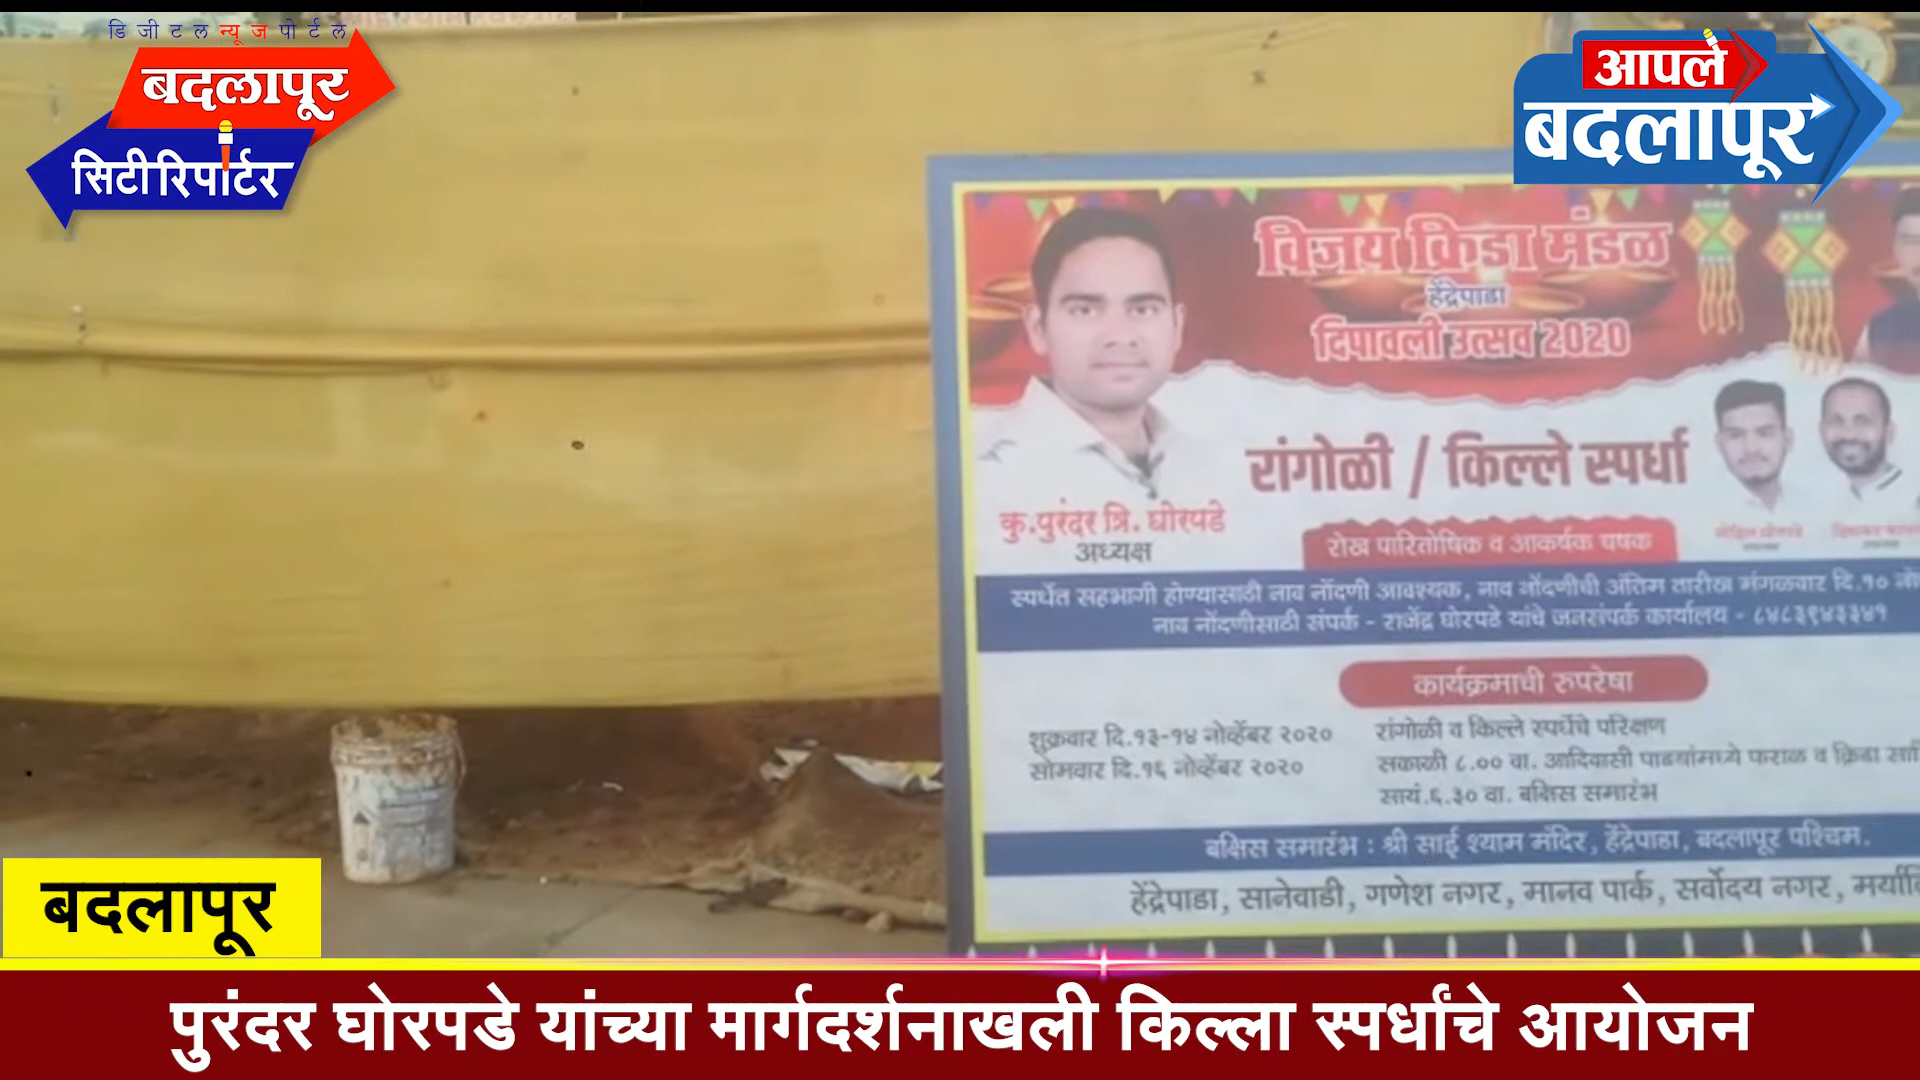 डिजीटल न्यूज पोर्टल
बदलापूर
सिटी रिपोर्टर
आपले
बदलापूर
विजय क्रिडा मंडळ
हेंद्रेपाडा
दिपावली उत्सव 2020
रांगोळी / किल्ले स्पर्धा
कु.पुरंदर त्रि. घोरपडे
अध्यक्ष
रोख पारितोषिक व आकर्षक चषक
स्पर्धेत सहभागी होण्यासाठी नाव नोंदणी आवश्यक, नाव नोंदणीची अंतिम तारीख मंगळवार दि.१०
नाव नोंदणीसाठी संपर्क - राजेंद्र घोरपडे यांचे जनसंपर्क कार्यालय - ८४८३९४३३४१
कार्यक्रमाची रुपरेषा
शुक्रवार दि.१३-१४ नोव्हेंबर २०२० रांगोळी व किल्ले स्पर्धेचे परिक्षण
सोमवार दि.१६ नोव्हेंबर २०२० सकाळी ८.०० वा. आदिवासी पाडयांमध्ये फराळ व क्रिडा
सायं.६.३० वा. बक्षिस समारंभ
बक्षिस समारंभ : श्री साई श्याम मंदिर, हेंद्रेपाडा, बदलापूर पश्चिम.
हेंद्रेपाडा, सानेवाडी, गणेश नगर, मानव पार्क, सर्वोदय नगर,
बदलापूर
पुरंदर घोरपडे यांच्या मार्गदर्शनाखली किल्ला स्पर्धांचे आयोजन